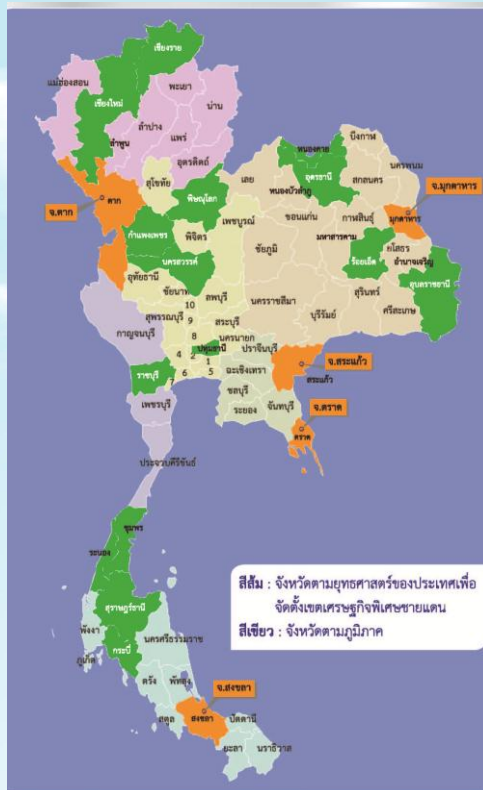 เชียงราย
แม่ฮ่องสอน
พะเยา
เชียงใหม่
น่าน
ลำปาง
ลำพูน
แพร่
อุตรดิตถ์
บึงกาฬ
หนองคาย
เลย
อุดรธานี
นครพนม
สกลนคร
หนองบัวลำภู
สุโขทัย
ตาก
จ.ตาก
พิษณุโลก
จ.มุกดาหาร
มุกดาหาร
ขอนแก่น
กาฬสินธุ์
เพชรบูรณ์
กำแพงเพชร
พิจิตร
มหาสารคาม
ยโสธร
ร้อยเอ็ด
อำนาจเจริญ
ชัยภูมิ
นครสวรรค์
อุทัยธานี
อุบลราชธานี
ชัยนาท
ลพบุรี
นครราชสีมา
บุรีรัมย์
สุรินทร์
ศรีสะเกษ
10
สุพรรณบุรี
9
สระบุรี
กาญจนบุรี
8
นครนายก
ปทุมธานี
ปราจีนบุรี
4
2
1
ราชบุรี
7
6
5
ฉะเชิงเทรา
สระแก้ว
จ.สระแก้ว
ชลบุรี
เพชรบุรี
ระยอง
จันทบุรี
จ.ตราด
ตราด
ประจวบคีรีขันธ์
ชุมพร
ระนอง
สุราษฎร์ธานี
พังงา
นครศรีธรรมราช
กระบี่
ภูเก็ต
ตรัง
พัทลุง
จ.สงขลา
สตูล
สงขลา
ปัตตานี
ยะลา
นราธิวาส
สีส้ม : จังหวัดตามยุทธศาสตร์ของประเทศเพื่อ
จัดตั้งเขตเศรษฐกิจพิเศษชายแดน
สีเขียว : จังหวัดตามภูมิภาค